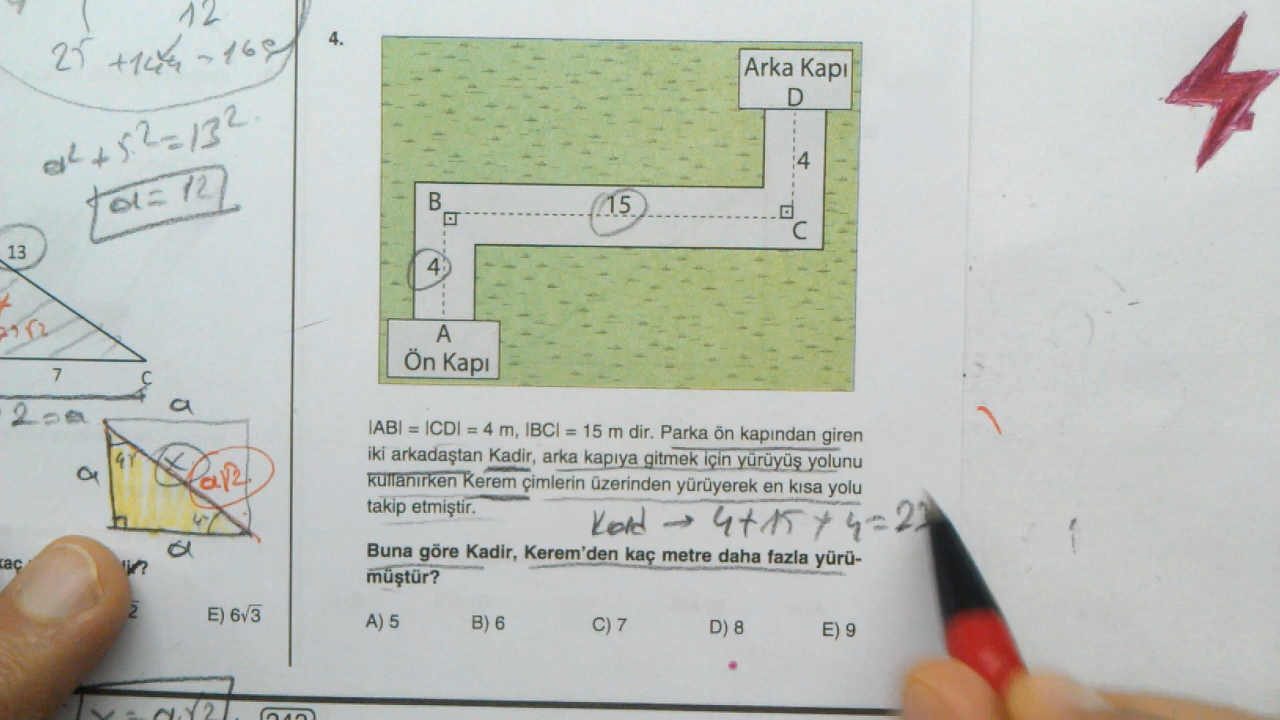 12
25 + 144 = 169
a² + 5² = 13²
a = 12
13
7
C
2 = a
a
a
x
a√2
a
E) 6√3
4.
Arka Kapı
D
4
B
15
C
4
A
Ön Kapı
|AB| = |CD| = 4 m, |BC| = 15 m dir. Parka ön kapından giren
iki arkadaştan Kadir, arka kapıya gitmek için yürüyüş yolunu
kullanırken Kerem çimlerin üzerinden yürüyerek en kısa yolu
takip etmiştir.
→ 4 + 15 + 4 = 23
Buna göre Kadir, Kerem'den kaç metre daha fazla yürü-
müştür?
A) 5 B) 6 C) 7 D) 8 E) 9
x = a√2